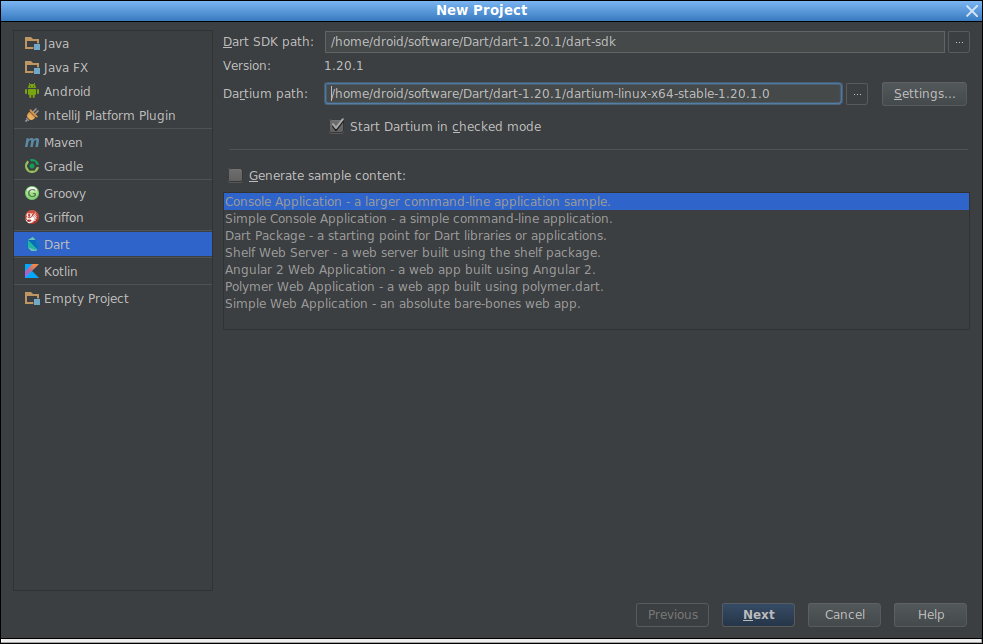 New Project
Java
Java FX
Android
IntelliJ Platform Plugin
Maven
Gradle
Groovy
Griffon
Dart
Kotlin
Empty Project
Dart SDK path: /home/droid/software/Dart/dart-1.20.1/dart-sdk ...
Version: 1.20.1
Dartium path: /home/droid/software/Dart/dart-1.20.1/dartium-linux-x64-stable-1.20.1.0 ... Settings...
Start Dartium in checked mode
Generate sample content:
Console Application - a larger command-line application sample.
Simple Console Application - a simple command-line application.
Dart Package - a starting point for Dart libraries or applications.
Shelf Web Server - a web server built using the shelf package.
Angular 2 Web Application - a web app built using Angular 2.
Polymer Web Application - a web app built using polymer.dart.
Simple Web Application - an absolute bare-bones web app.
Previous Next Cancel Help